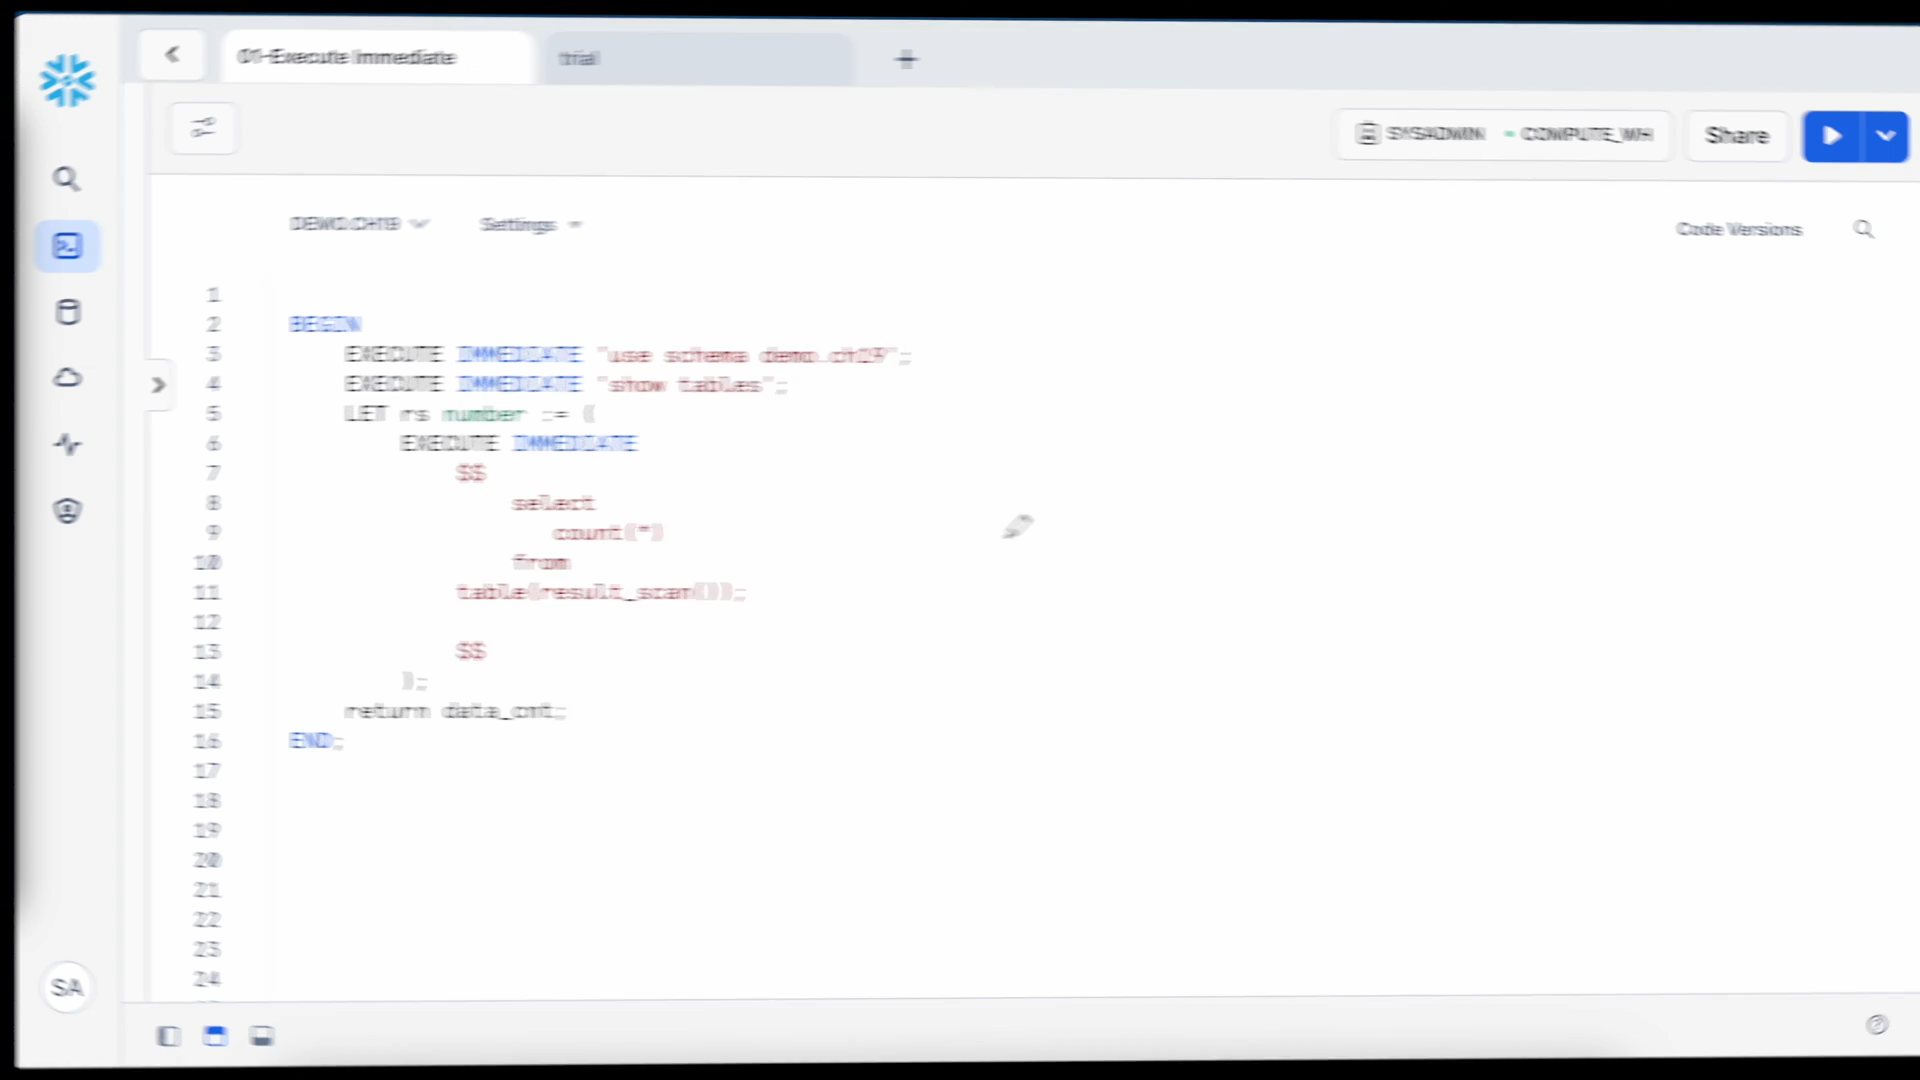 01-Execute Immediate
trial
SYSADMIN
COMPUTE_WH
Share
DEMO.CH19
Settings
Code Versions
1
2 BEGIN
3 EXECUTE IMMEDIATE "use schema demo.ch19";
4 EXECUTE IMMEDIATE "show tables";
5 LET rs number := (
6 EXECUTE IMMEDIATE
7 $$
8 select
9 count(*)
10 from
11 table(result_scan());
12
13 $$
14 );
15 return data_cnt;
16 END;
17
18
19
20
21
22
23
24
SA